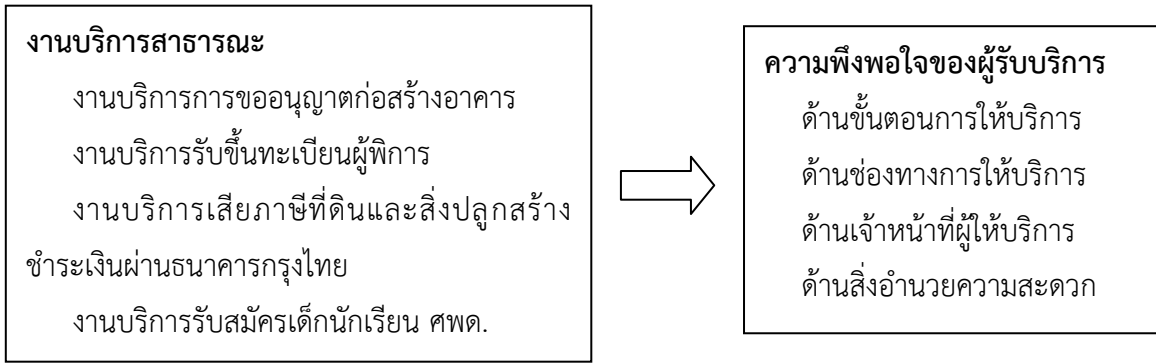 งานบริการสาธารณะ
งานบริการการขออนุญาตก่อสร้างอาคาร
งานบริการรับขึ้นทะเบียนผู้พิการ
งานบริการเสียภาษีที่ดินและสิ่งปลูกสร้าง
ชำระเงินผ่านธนาคารกรุงไทย
งานบริการรับสมัครเด็กนักเรียน ศพด.
ความพึงพอใจของผู้รับบริการ
ด้านขั้นตอนการให้บริการ
ด้านช่องทางการให้บริการ
ด้านเจ้าหน้าที่ผู้ให้บริการ
ด้านสิ่งอำนวยความสะดวก